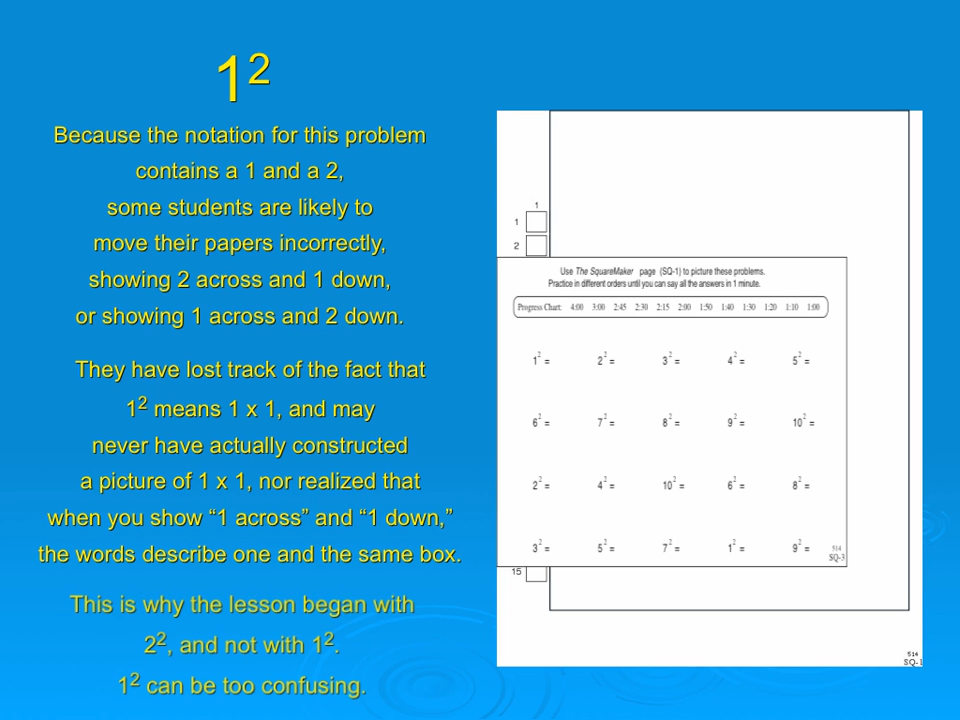 1²
Because the notation for this problem
contains a 1 and a 2,
some students are likely to
move their papers incorrectly,
showing 2 across and 1 down,
or showing 1 across and 2 down.
They have lost track of the fact that
1² means 1 x 1, and may
never have actually constructed
a picture of 1 x 1, nor realized that
when you show “1 across” and “1 down,”
the words describe one and the same box.
This is why the lesson began with
2², and not with 1².
1² can be too confusing.
1
1
2
Use The SquareMaker page (SQ-1) to picture these problems.
Practice in different orders until you can say all the answers in 1 minute.
Progress Chart: 4:00 3:00 2:45 2:30 2:15 2:00 1:50 1:40 1:30 1:20 1:10 1:00
1² = 2² = 3² = 4² = 5² =
6² = 7² = 8² = 9² = 10² =
2² = 4² = 10² = 6² = 8² =
3² = 5² = 7² = 1² = 9² =
514
SQ-3
15
514
SQ-1